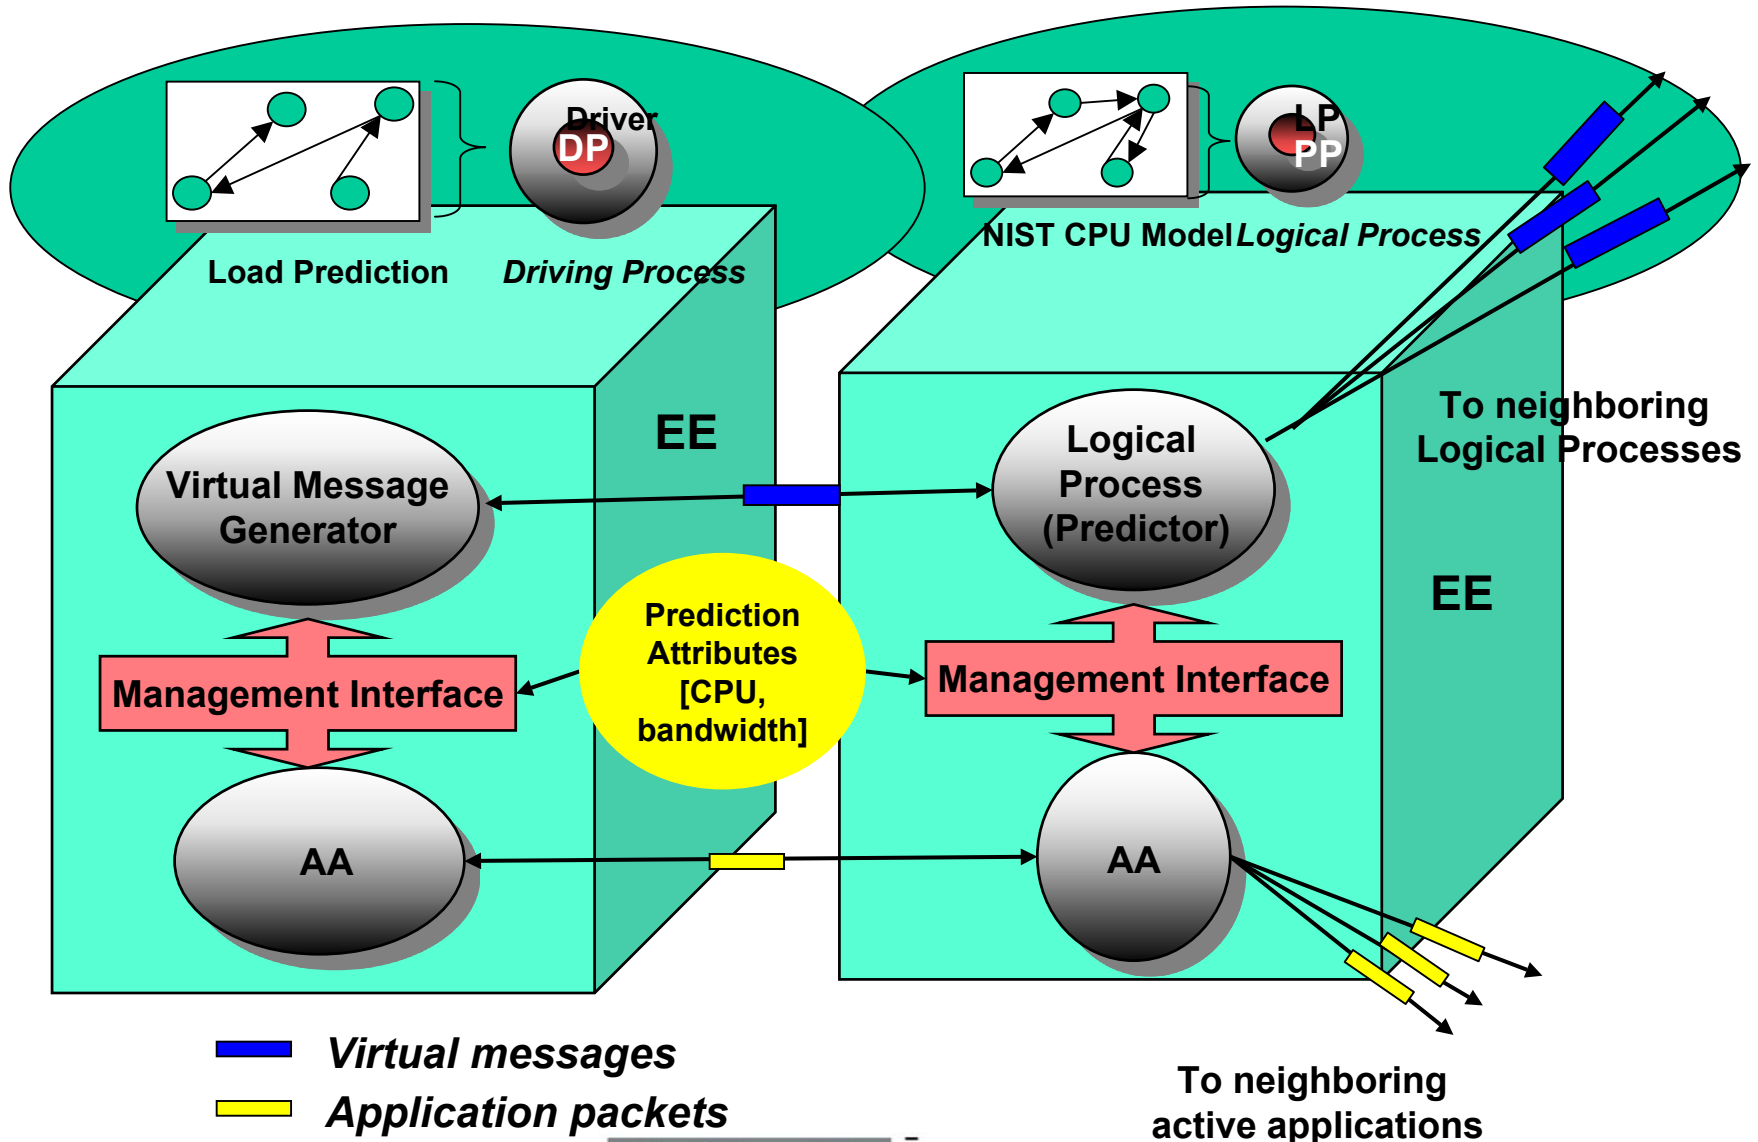 Driver
DP
LP
PP
Load Prediction
Driving Process
NIST CPU Model
Logical Process
EE
To neighboring
Logical Processes
Virtual Message
Generator
Logical
Process
(Predictor)
EE
Prediction
Attributes
[CPU,
bandwidth]
Management Interface
Management Interface
AA
AA
Virtual messages
Application packets
To neighboring
active applications